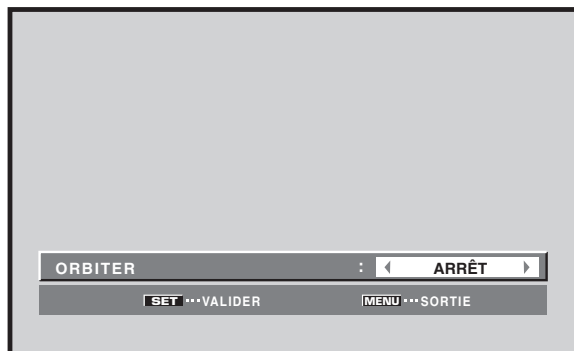 ORBITER : ARRÊT
SET ···VALIDER MENU ···SORTIE